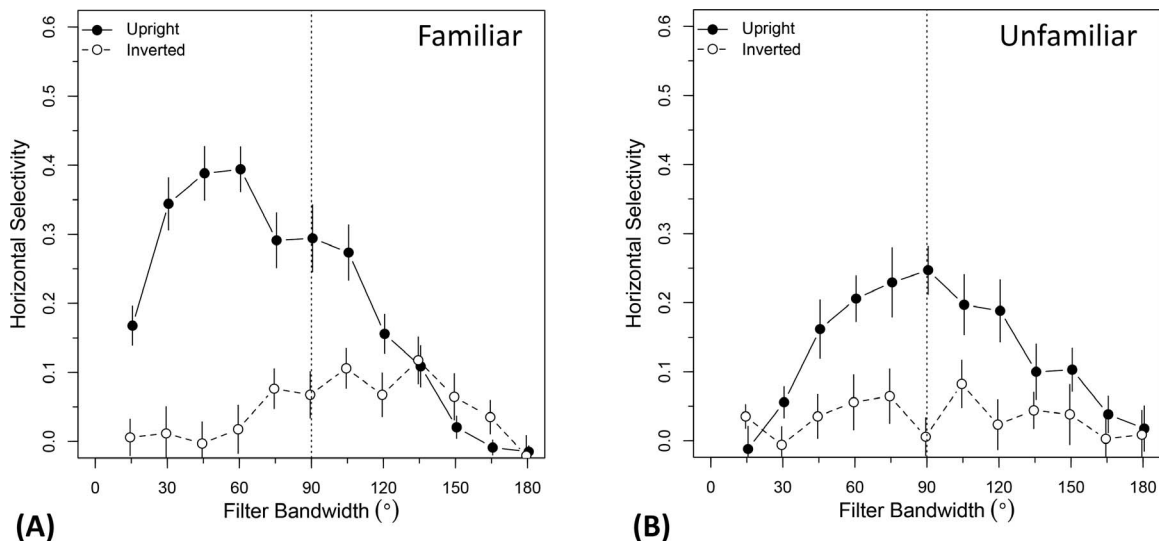 Familiar
Upright
Inverted
Horizontal Selectivity
0.6
0.5
0.4
0.3
0.2
0.1
0.0
0 30 60 90 120 150 180
Filter Bandwidth (°)
(A)
Unfamiliar
Upright
Inverted
Horizontal Selectivity
0.6
0.5
0.4
0.3
0.2
0.1
0.0
0 30 60 90 120 150 180
Filter Bandwidth (°)
(B)